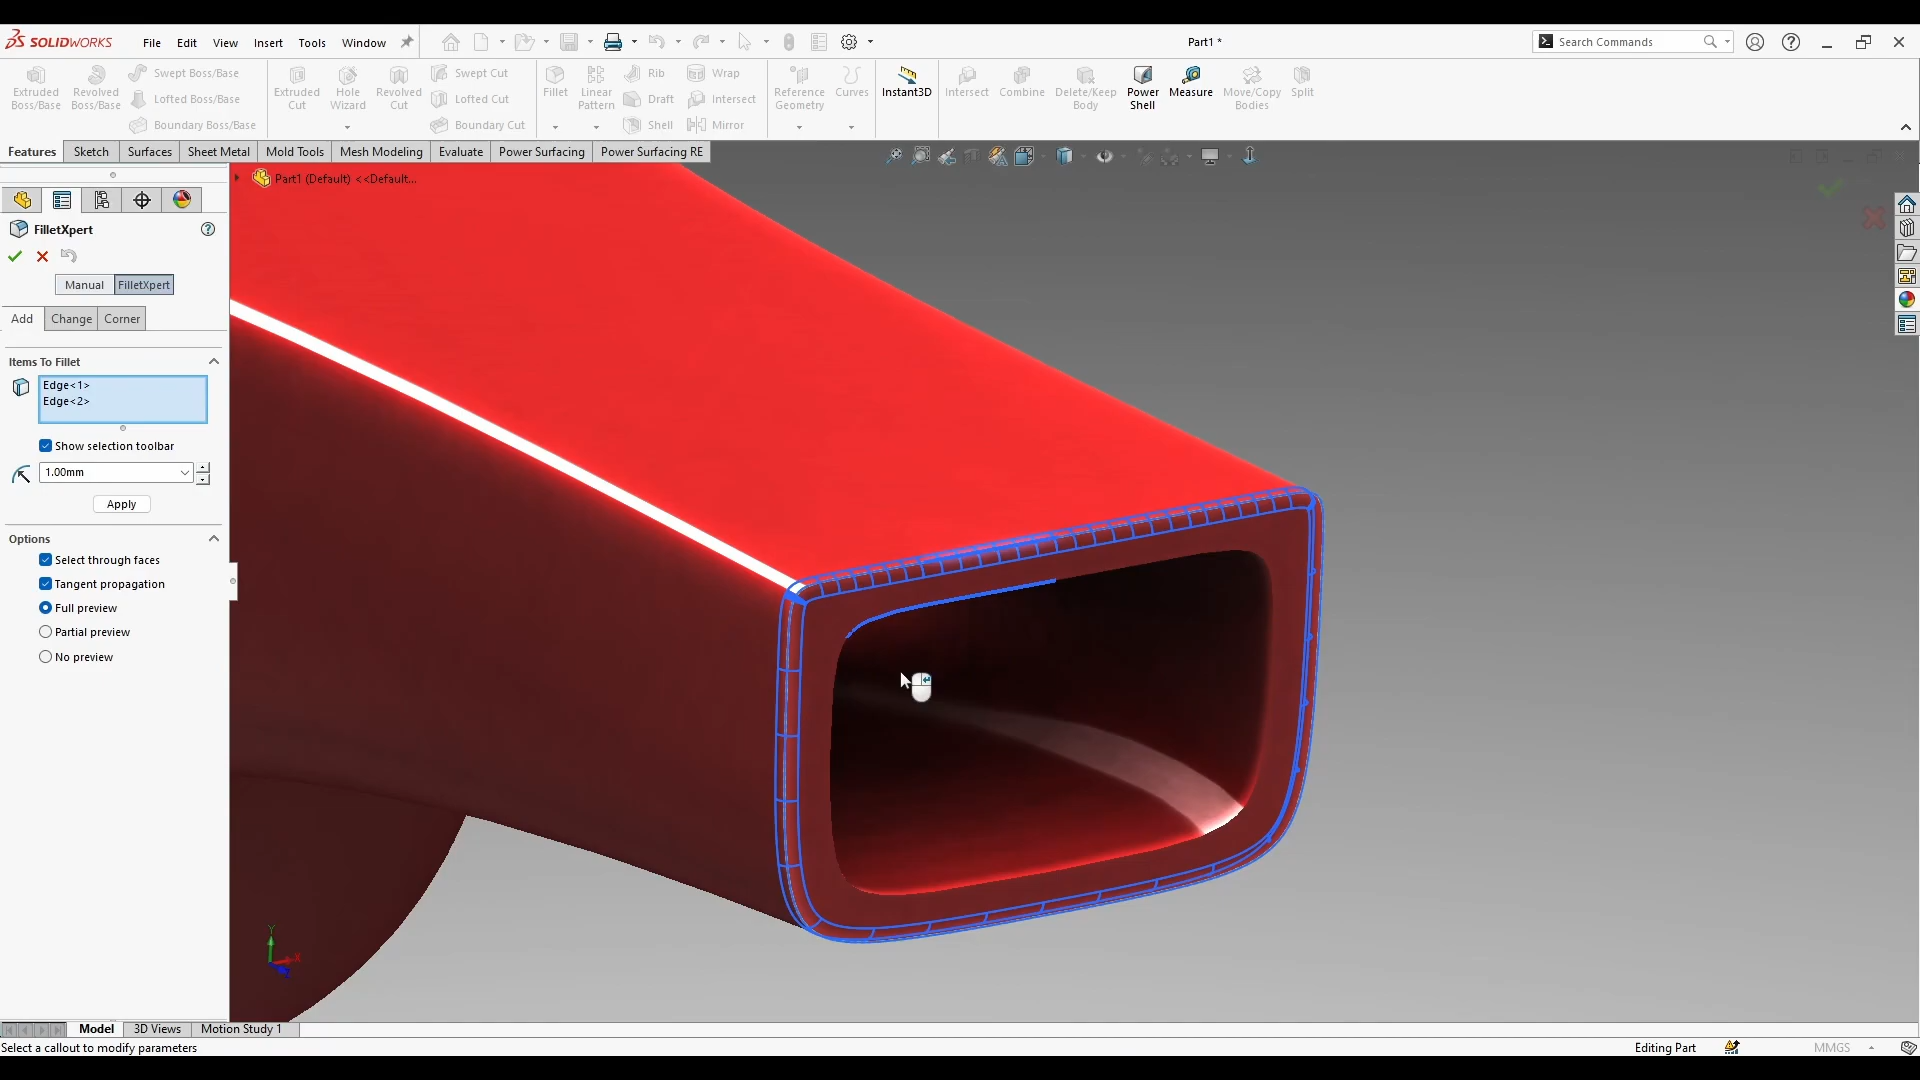 SOLIDWORKS
File Edit View Insert Tools Window
Part1 *
Search Commands
Extruded Boss/Base
Revolved Boss/Base
Swept Boss/Base
Lofted Boss/Base
Boundary Boss/Base
Extruded Cut
Hole Wizard
Revolved Cut
Swept Cut
Lofted Cut
Boundary Cut
Fillet
Linear Pattern
Rib
Draft
Shell
Wrap
Intersect
Mirror
Reference Geometry
Curves
Instant3D
Intersect
Combine
Delete/Keep Body
Power Shell
Measure
Move/Copy Bodies
Split
Features Sketch Surfaces Sheet Metal Mold Tools Mesh Modeling Evaluate Power Surfacing Power Surfacing RE
Part1 (Default) <<Default...
FilletXpert
Manual FilletXpert
Add Change Corner
Items To Fillet
Edge<1>
Edge<2>
Show selection toolbar
1.00mm
Apply
Options
Select through faces
Tangent propagation
Full preview
Partial preview
No preview
Y
X
Model 3D Views Motion Study 1
Select a callout to modify parameters
Editing Part
MMGS